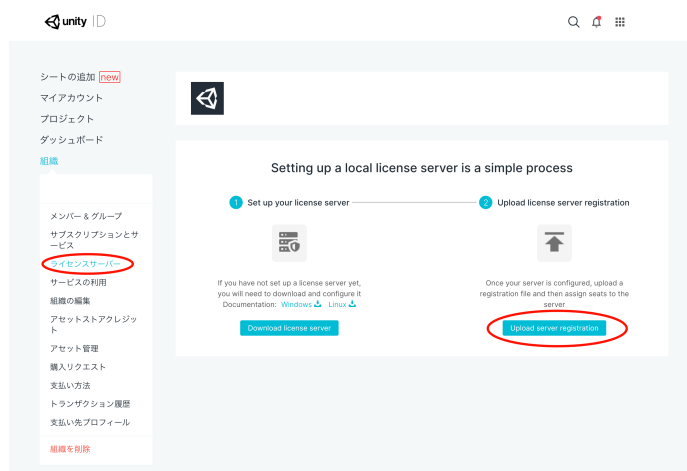 unity ID
シートの追加 new
マイアカウント
プロジェクト
ダッシュボード
組織
メンバー & グループ
サブスクリプションとサ
ービス
ライセンスサーバー
サービスの利用
組織の編集
アセットストアクレジッ
ト
アセット管理
購入リクエスト
支払い方法
トランザクション履歴
支払い先プロフィール
組織を削除
Setting up a local license server is a simple process
1 Set up your license server
2 Upload license server registration
If you have not set up a license server yet,
you will need to download and configure it
Documentation: Windows Linux
Download license server
Once your server is configured, upload a
registration file and then assign seats to the
server
Upload server registration